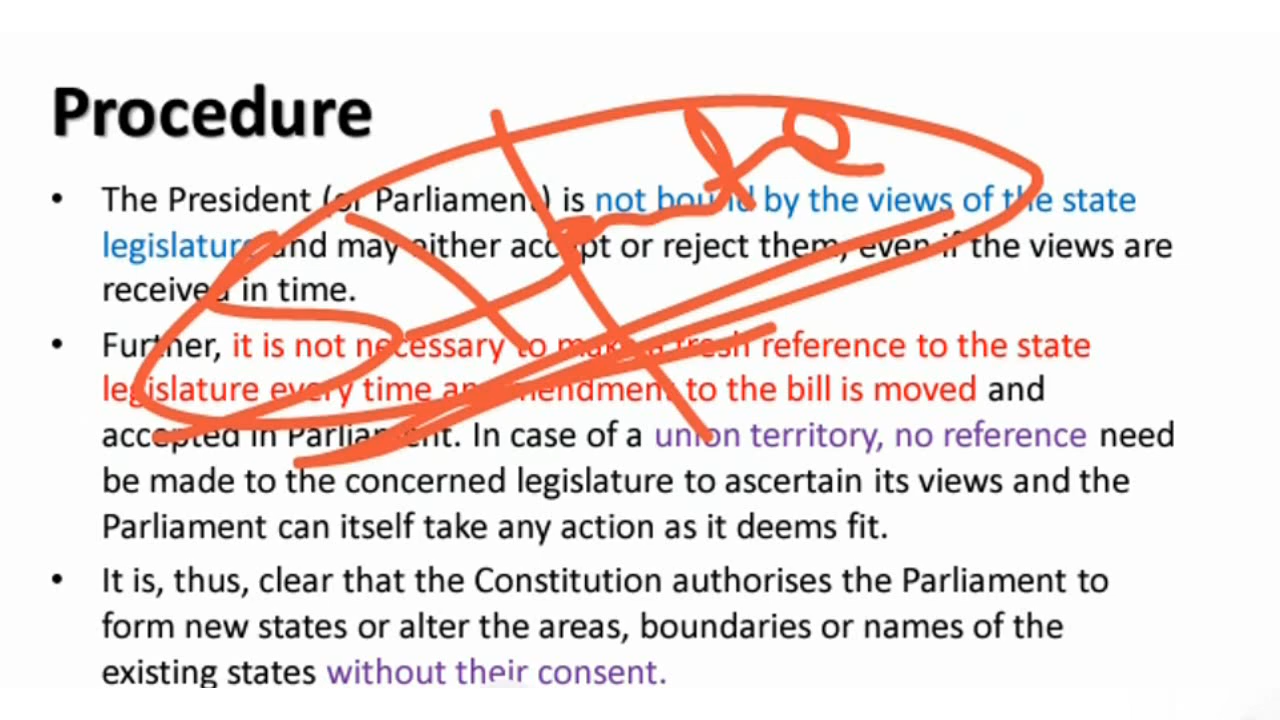 Procedure
• The President (or Parliament) is not bound by the views of the state
legislature and may either accept or reject them, even if the views are
received in time.
• Further, it is not necessary to make a fresh reference to the state
legislature every time an amendment to the bill is moved and
accepted in Parliament. In case of a union territory, no reference need
be made to the concerned legislature to ascertain its views and the
Parliament can itself take any action as it deems fit.
• It is, thus, clear that the Constitution authorises the Parliament to
form new states or alter the areas, boundaries or names of the
existing states without their consent.